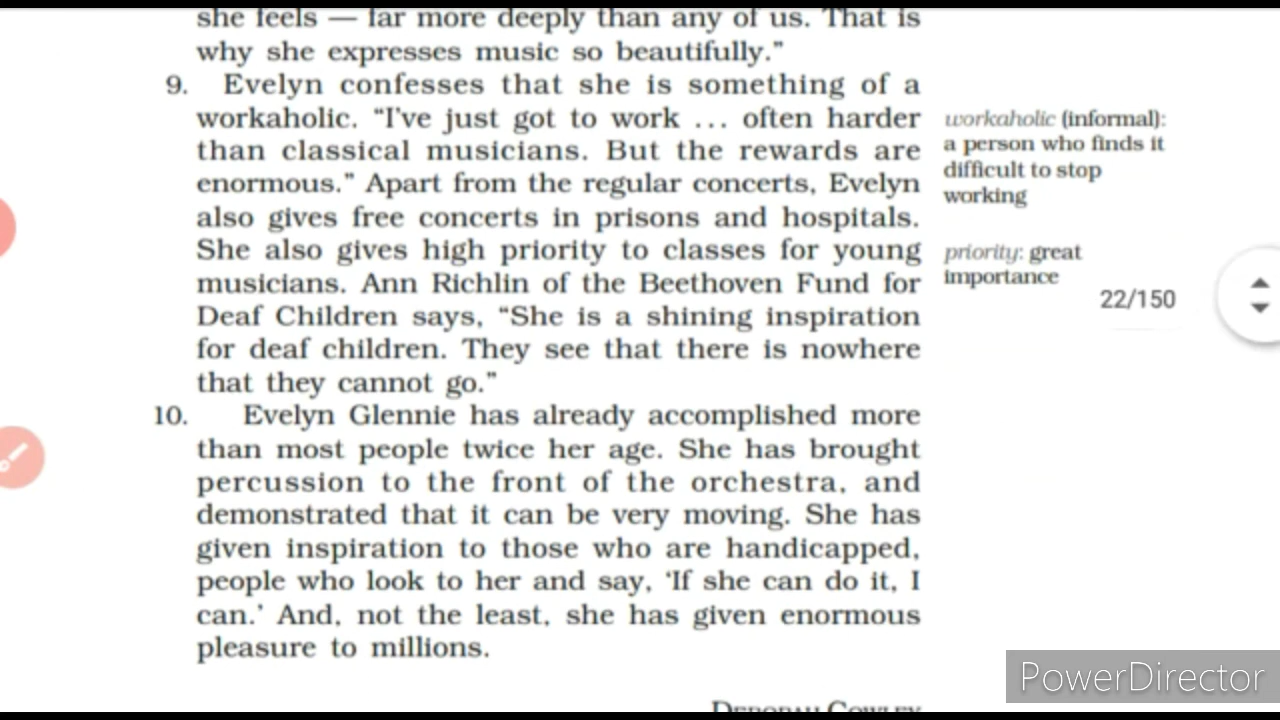 she feels — far more deeply than any of us. That is
why she expresses music so beautifully.”
9. Evelyn confesses that she is something of a
workaholic. “I've just got to work … often harder
than classical musicians. But the rewards are
enormous.” Apart from the regular concerts, Evelyn
also gives free concerts in prisons and hospitals.
She also gives high priority to classes for young
musicians. Ann Richlin of the Beethoven Fund for
Deaf Children says, “She is a shining inspiration
for deaf children. They see that there is nowhere
that they cannot go.”
10. Evelyn Glennie has already accomplished more
than most people twice her age. She has brought
percussion to the front of the orchestra, and
demonstrated that it can be very moving. She has
given inspiration to those who are handicapped,
people who look to her and say, ‘If she can do it, I
can.’ And, not the least, she has given enormous
pleasure to millions.
DEBORAH COWLEY
workaholic (informal):
a person who finds it
difficult to stop
working
priority: great
importance
22/150
PowerDirector